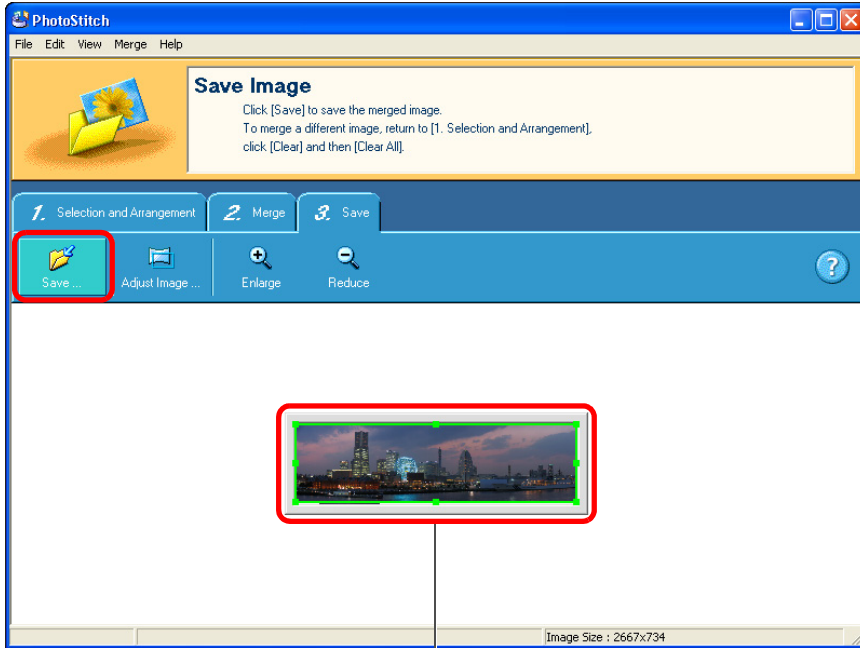 PhotoStitch
File Edit View Merge Help
Save Image
Click [Save] to save the merged image.
To merge a different image, return to [1. Selection and Arrangement],
click [Clear] and then [Clear All].
1. Selection and Arrangement 2. Merge 3. Save
Save ... Adjust Image ... Enlarge Reduce ?
Image Size : 2667x734